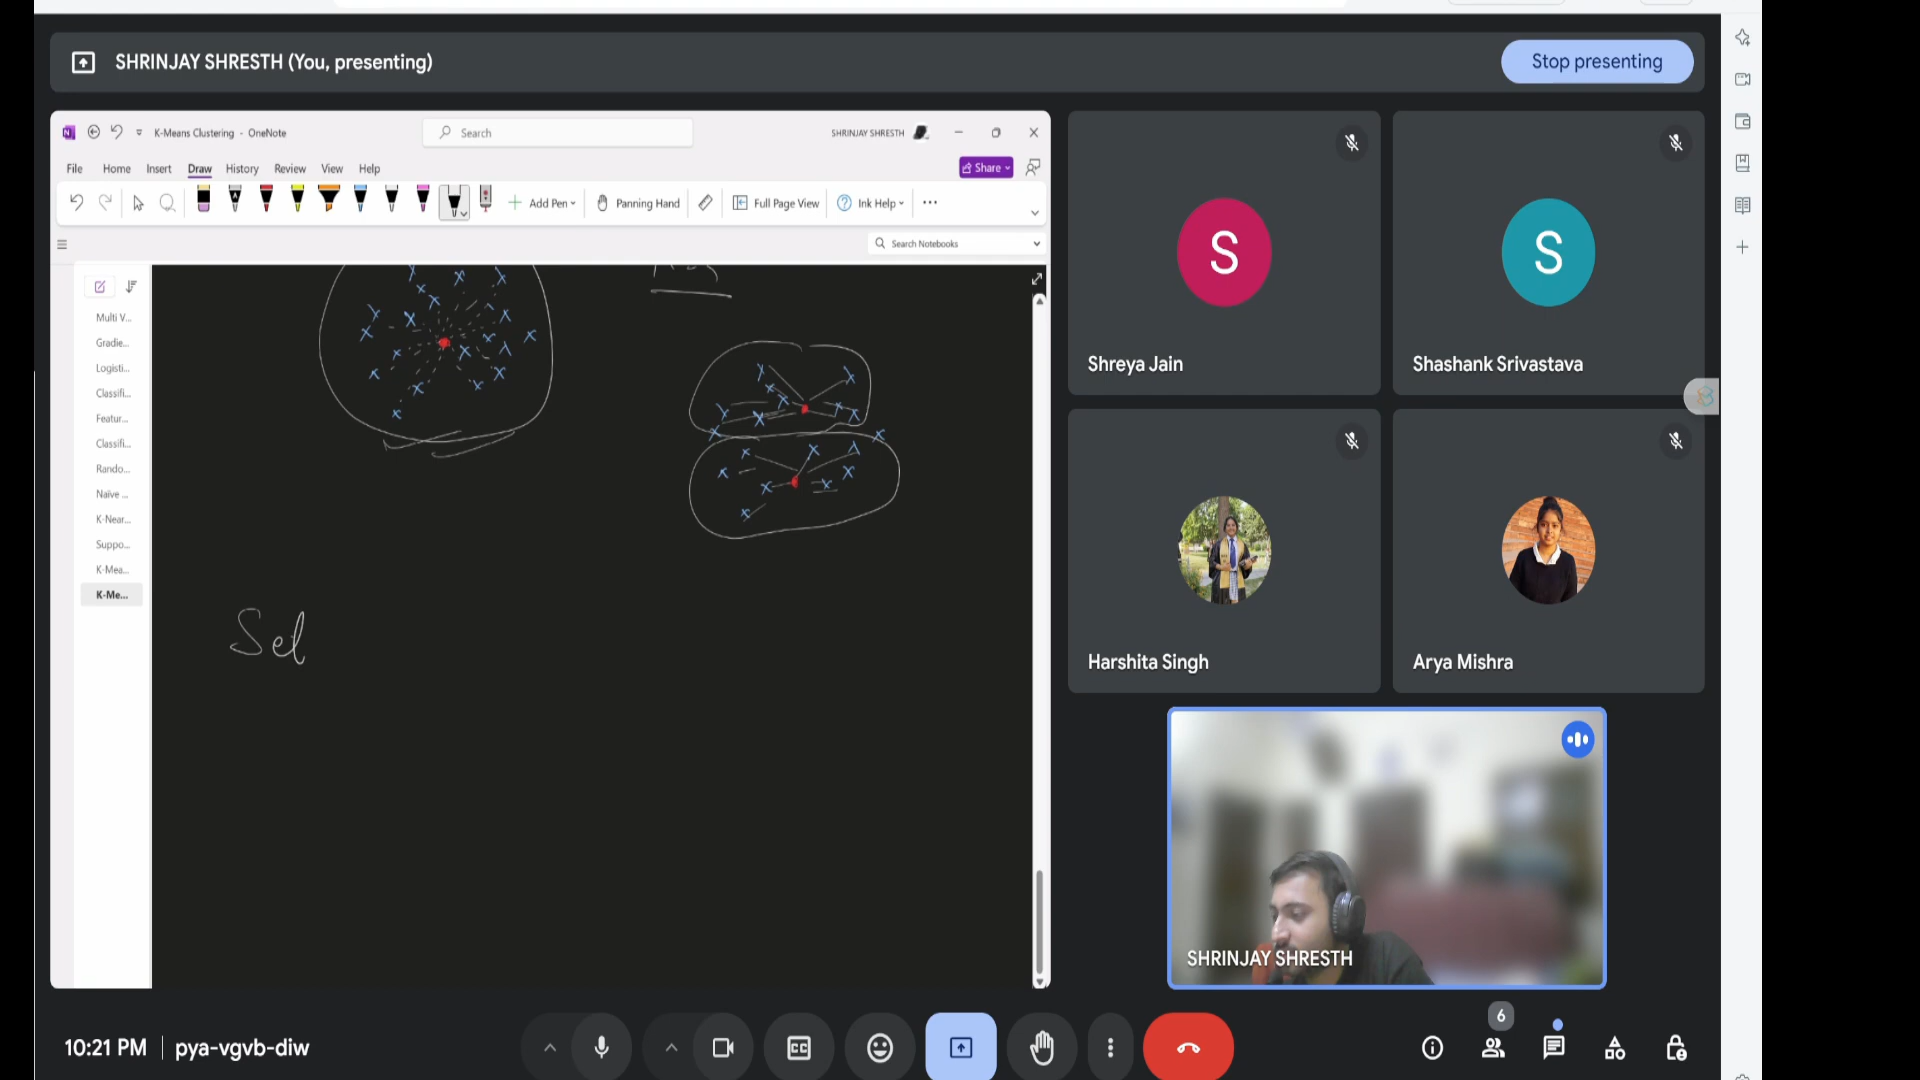 SHRINJAY SHRESTH (You, presenting)
Stop presenting
K-Means Clustering - OneNote
Search
SHRINJAY SHRESTH
File Home Insert Draw History Review View Help
Share
Add Pen
Panning Hand
Full Page View
Ink Help
Search Notebooks
Multi V...
Gradie...
Logisti...
Classifi...
Featur...
Classifi...
Rando...
Naive ...
K-Near...
Suppo...
K-Mea...
K-Me...
Sel
S
Shreya Jain
S
Shashank Srivastava
Harshita Singh
Arya Mishra
SHRINJAY SHRESTH
10:21 PM | pya-vgvb-diw
6